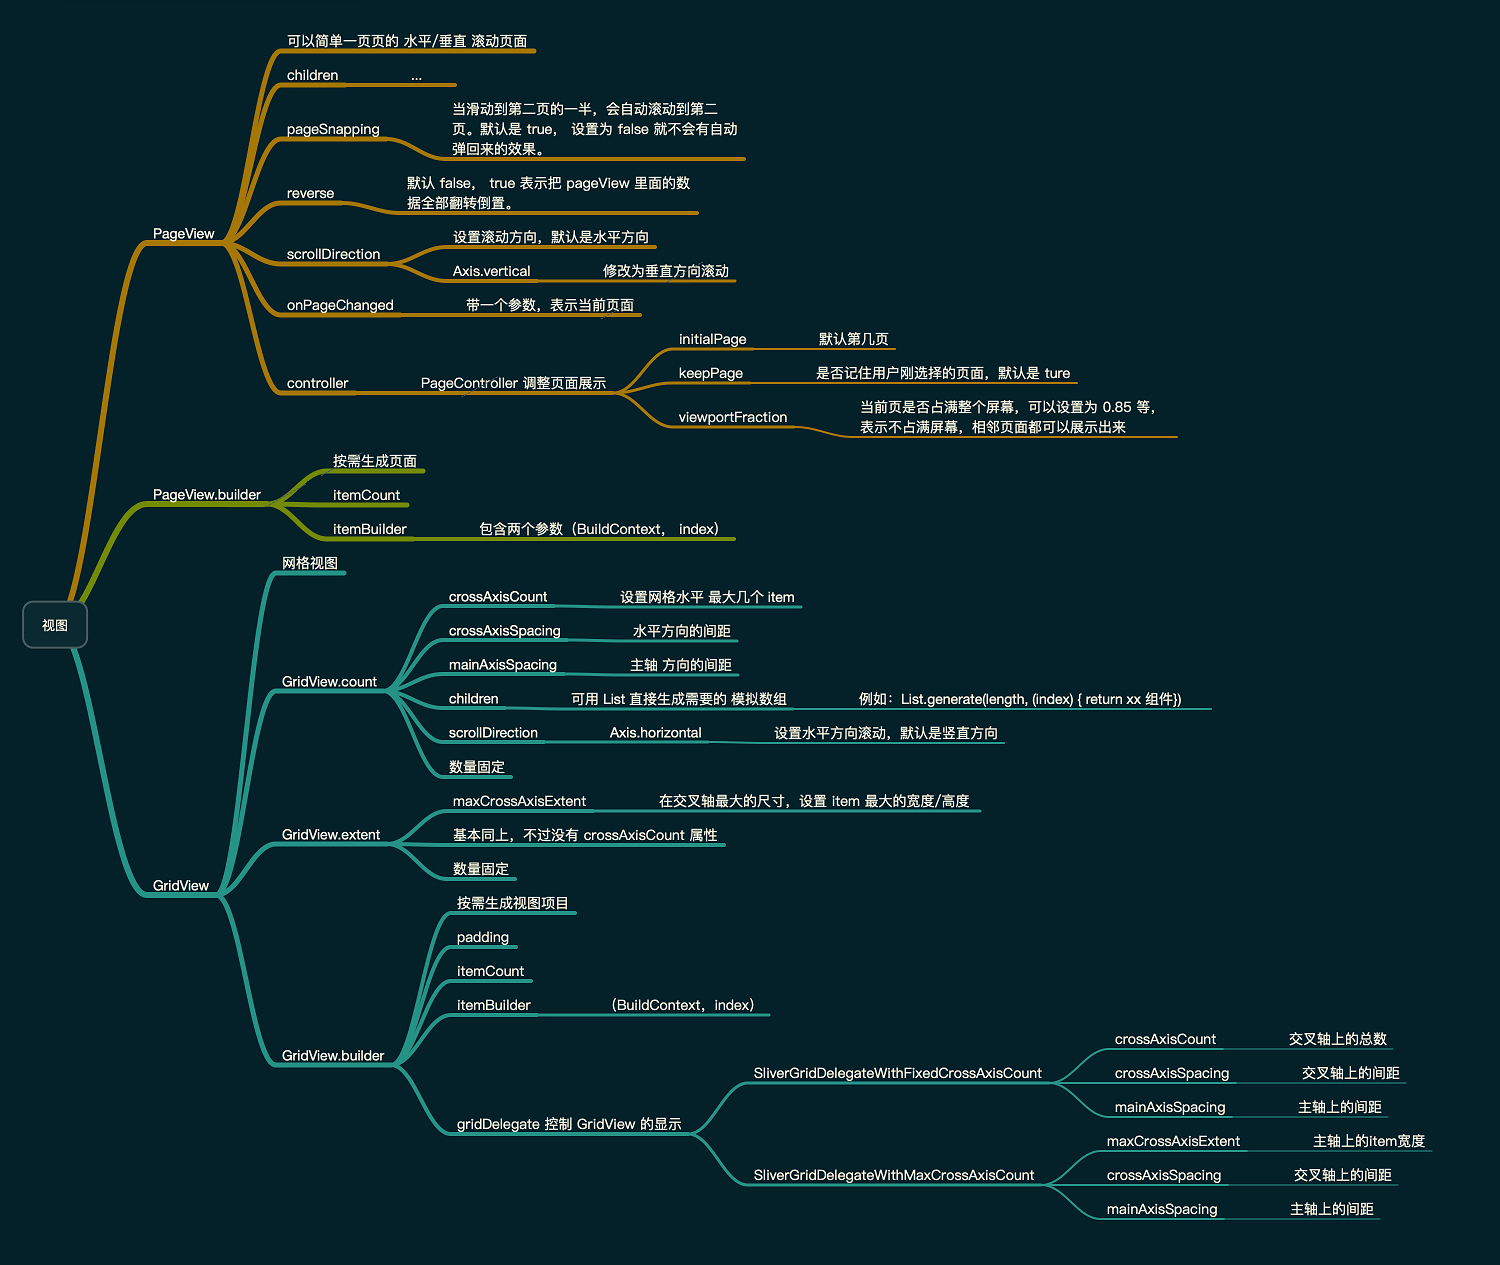 视图
PageView
可以简单一页页的 水平/垂直 滚动页面
children
...
pageSnapping
当滑动到第二页的一半，会自动滚动到第二
页。默认是 true， 设置为 false 就不会有自动
弹回来的效果。
reverse
默认 false， true 表示把 pageView 里面的数
据全部翻转倒置。
scrollDirection
设置滚动方向，默认是水平方向
Axis.vertical
修改为垂直方向滚动
onPageChanged
带一个参数，表示当前页面
controller
PageController 调整页面展示
initialPage
默认第几页
keepPage
是否记住用户刚选择的页面，默认是 ture
viewportFraction
当前页是否占满整个屏幕，可以设置为 0.85 等，
表示不占满屏幕，相邻页面都可以展示出来
PageView.builder
按需生成页面
itemCount
itemBuilder
包含两个参数（BuildContext， index）
GridView
网格视图
GridView.count
crossAxisCount
设置网格水平 最大几个 item
crossAxisSpacing
水平方向的间距
mainAxisSpacing
主轴 方向的间距
children
可用 List 直接生成需要的 模拟数组
例如：List.generate(length, (index) { return xx 组件})
scrollDirection
Axis.horizontal
设置水平方向滚动，默认是竖直方向
数量固定
GridView.extent
maxCrossAxisExtent
在交叉轴最大的尺寸，设置 item 最大的宽度/高度
基本同上，不过没有 crossAxisCount 属性
数量固定
GridView.builder
按需生成视图项目
padding
itemCount
itemBuilder
（BuildContext，index）
gridDelegate 控制 GridView 的显示
SliverGridDelegateWithFixedCrossAxisCount
crossAxisCount
交叉轴上的总数
crossAxisSpacing
交叉轴上的间距
mainAxisSpacing
主轴上的间距
SliverGridDelegateWithMaxCrossAxisCount
maxCrossAxisExtent
主轴上的item宽度
crossAxisSpacing
交叉轴上的间距
mainAxisSpacing
主轴上的间距